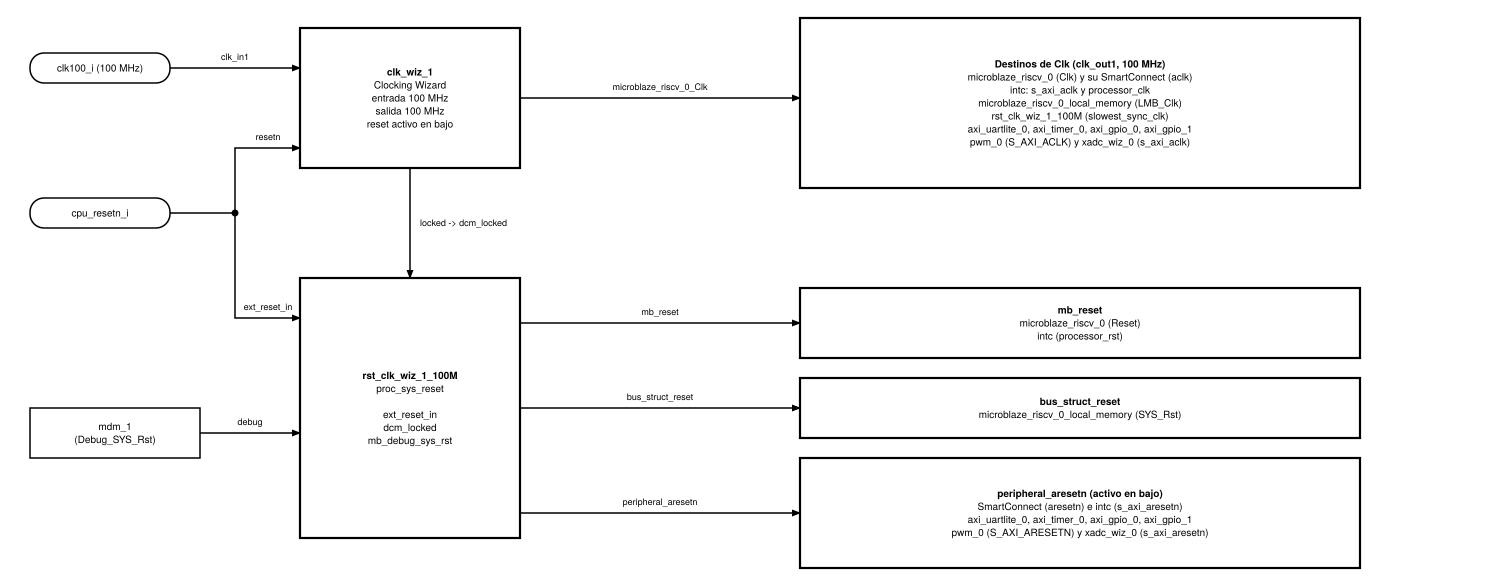 clk100_i (100 MHz)
clk_in1
clk_wiz_1
Clocking Wizard
entrada 100 MHz
salida 100 MHz
reset activo en bajo
microblaze_riscv_0_Clk
Destinos de Clk (clk_out1, 100 MHz)
microblaze_riscv_0 (Clk) y su SmartConnect (aclk)
intc: s_axi_aclk y processor_clk
microblaze_riscv_0_local_memory (LMB_Clk)
rst_clk_wiz_1_100M (slowest_sync_clk)
axi_uartlite_0, axi_timer_0, axi_gpio_0, axi_gpio_1
pwm_0 (S_AXI_ACLK) y xadc_wiz_0 (s_axi_aclk)
resetn
cpu_resetn_i
locked -> dcm_locked
ext_reset_in
mdm_1
(Debug_SYS_Rst)
debug
rst_clk_wiz_1_100M
proc_sys_reset
ext_reset_in
dcm_locked
mb_debug_sys_rst
mb_reset
mb_reset
microblaze_riscv_0 (Reset)
intc (processor_rst)
bus_struct_reset
bus_struct_reset
microblaze_riscv_0_local_memory (SYS_Rst)
peripheral_aresetn
peripheral_aresetn (activo en bajo)
SmartConnect (aresetn) e intc (s_axi_aresetn)
axi_uartlite_0, axi_timer_0, axi_gpio_0, axi_gpio_1
pwm_0 (S_AXI_ARESETN) y xadc_wiz_0 (s_axi_aresetn)